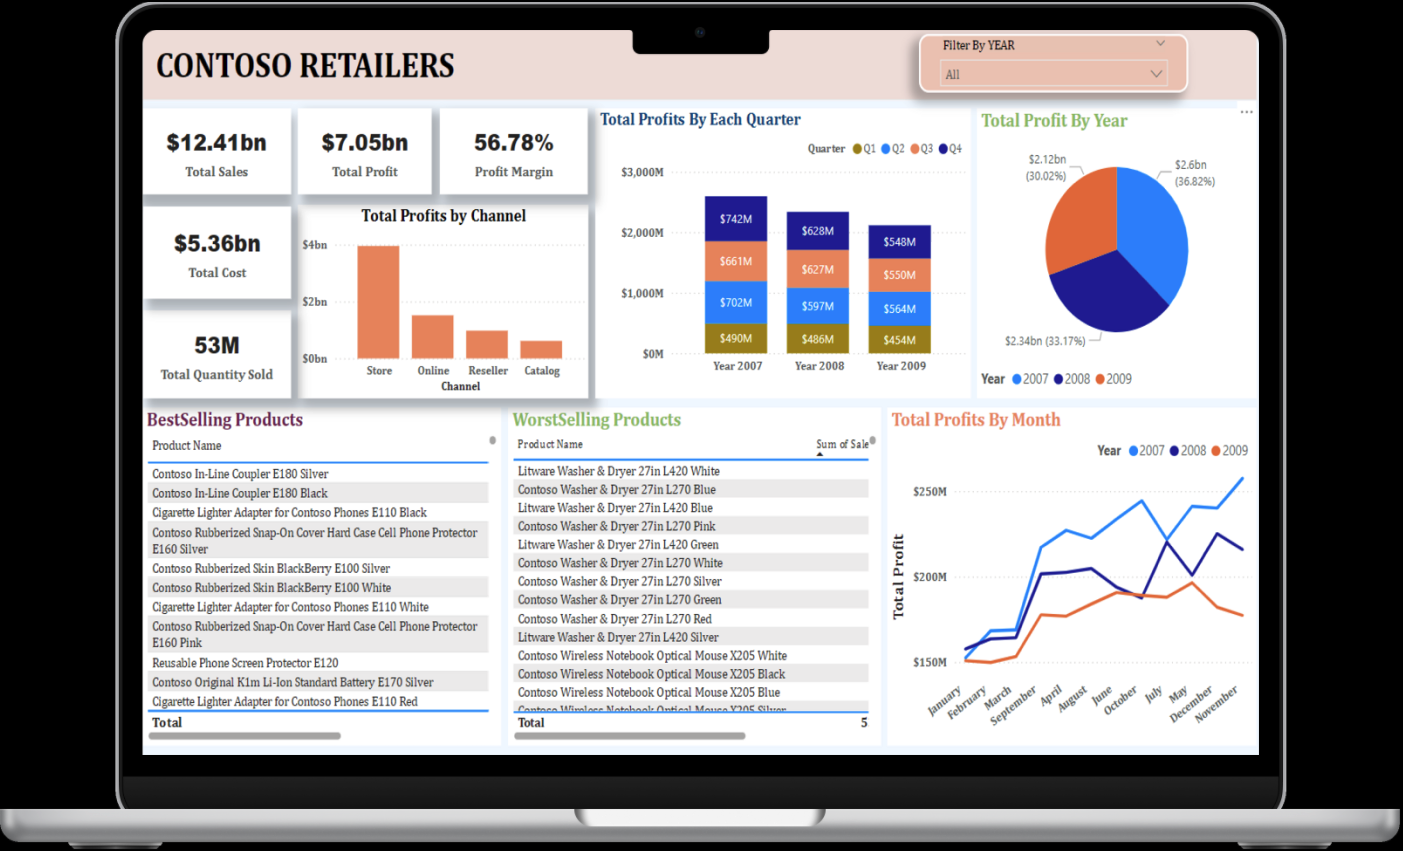 CONTOSO RETAILERS
Filter By YEAR
All
$12.41bn
Total Sales
$7.05bn
Total Profit
56.78%
Profit Margin
$5.36bn
Total Cost
53M
Total Quantity Sold
Total Profits by Channel
$4bn
$2bn
$0bn
Store Online Reseller Catalog
Channel
Total Profits By Each Quarter
Quarter Q1 Q2 Q3 Q4
$3,000M
$2,000M
$1,000M
$0M
$742M
$661M
$702M
$490M
$628M
$627M
$597M
$486M
$548M
$550M
$564M
$454M
Year 2007 Year 2008 Year 2009
Total Profit By Year
$2.12bn
(30.02%)
$2.6bn
(36.82%)
$2.34bn (33.17%)
Year 2007 2008 2009
BestSelling Products
Product Name
Contoso In-Line Coupler E180 Silver
Contoso In-Line Coupler E180 Black
Cigarette Lighter Adapter for Contoso Phones E110 Black
Contoso Rubberized Snap-On Cover Hard Case Cell Phone Protector
E160 Silver
Contoso Rubberized Skin BlackBerry E100 Silver
Contoso Rubberized Skin BlackBerry E100 White
Cigarette Lighter Adapter for Contoso Phones E110 White
Contoso Rubberized Snap-On Cover Hard Case Cell Phone Protector
E160 Pink
Reusable Phone Screen Protector E120
Contoso Original K1m Li-Ion Standard Battery E170 Silver
Cigarette Lighter Adapter for Contoso Phones E110 Red
Total
WorstSelling Products
Product Name Sum of Sale
Litware Washer & Dryer 27in L420 White
Contoso Washer & Dryer 27in L270 Blue
Litware Washer & Dryer 27in L420 Blue
Contoso Washer & Dryer 27in L270 Pink
Litware Washer & Dryer 27in L420 Green
Contoso Washer & Dryer 27in L270 White
Contoso Washer & Dryer 27in L270 Silver
Contoso Washer & Dryer 27in L270 Green
Contoso Washer & Dryer 27in L270 Red
Litware Washer & Dryer 27in L420 Silver
Contoso Wireless Notebook Optical Mouse X205 White
Contoso Wireless Notebook Optical Mouse X205 Black
Contoso Wireless Notebook Optical Mouse X205 Blue
Contoso Wireless Notebook Optical Mouse X205 Silver
Total 5
Total Profits By Month
Year 2007 2008 2009
Total Profit
$250M
$200M
$150M
January
February
March
September
April
August
June
October
July
May
December
November